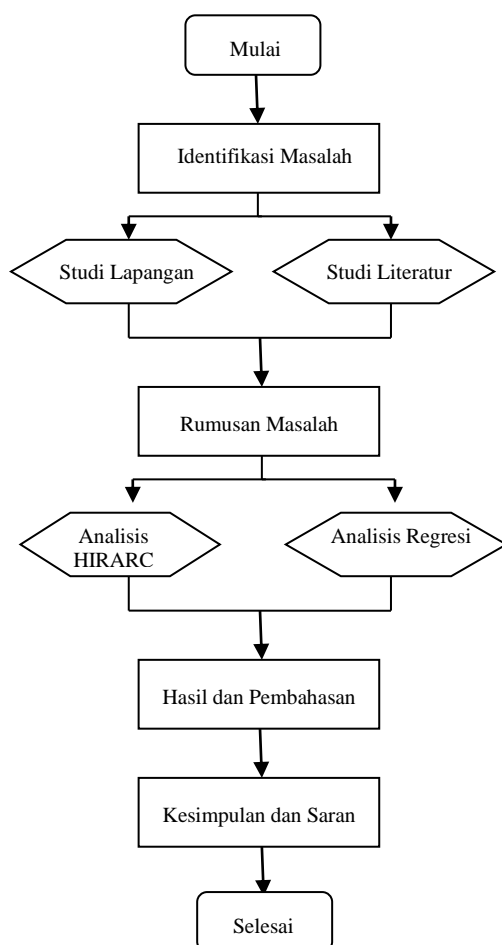 Mulai
Identifikasi Masalah
Studi Lapangan
Studi Literatur
Rumusan Masalah
Analisis
HIRARC
Analisis Regresi
Hasil dan Pembahasan
Kesimpulan dan Saran
Selesai